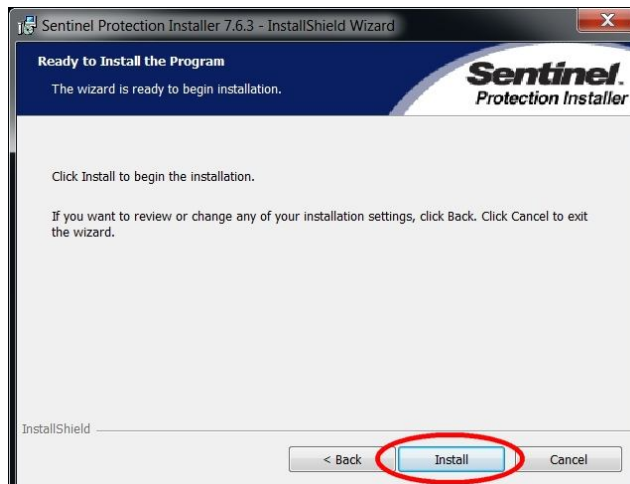 Sentinel Protection Installer 7.6.3 - InstallShield Wizard
Ready to Install the Program
The wizard is ready to begin installation.
Sentinel.
Protection Installer
Click Install to begin the installation.
If you want to review or change any of your installation settings, click Back. Click Cancel to exit
the wizard.
InstallShield
< Back Install Cancel